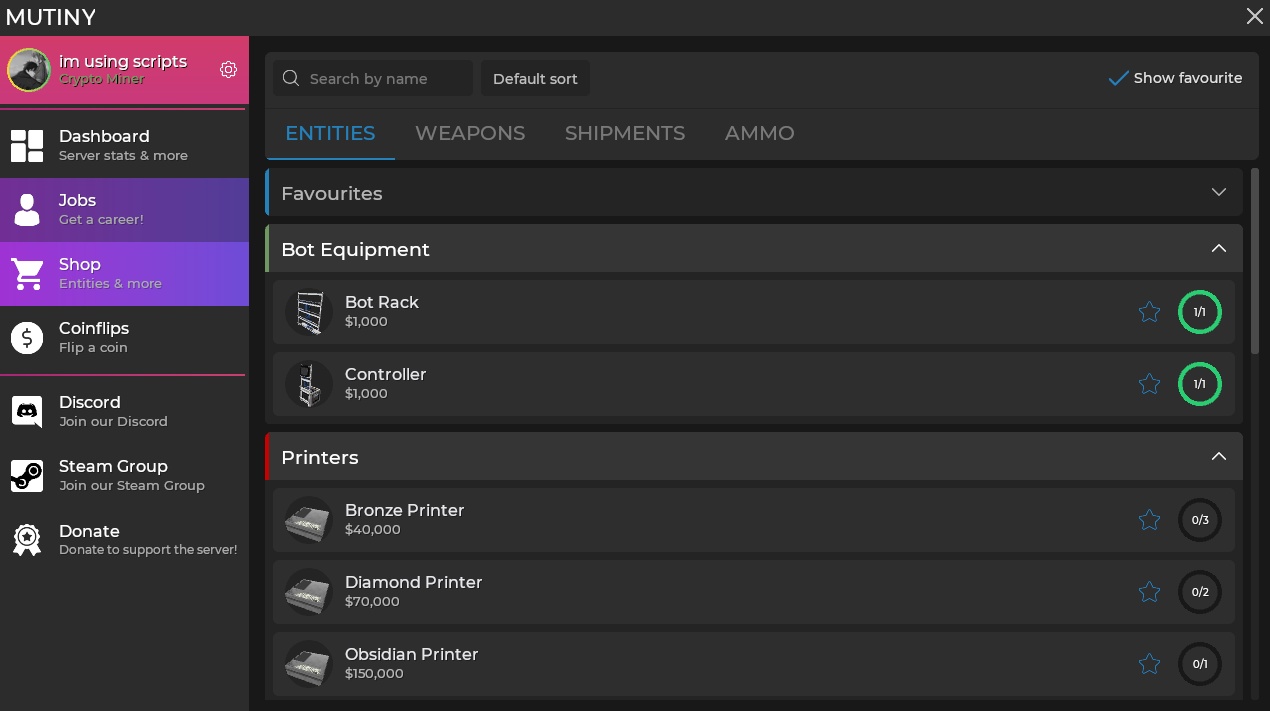 MUTINY
im using scripts
Crypto Miner
Dashboard
Server stats & more
Jobs
Get a career!
Shop
Entities & more
Coinflips
Flip a coin
Discord
Join our Discord
Steam Group
Join our Steam Group
Donate
Donate to support the server!
Search by name
Default sort
Show favourite
ENTITIES WEAPONS SHIPMENTS AMMO
Favourites
Bot Equipment
Bot Rack
$1,000
1/1
Controller
$1,000
1/1
Printers
Bronze Printer
$40,000
0/3
Diamond Printer
$70,000
0/2
Obsidian Printer
$150,000
0/1